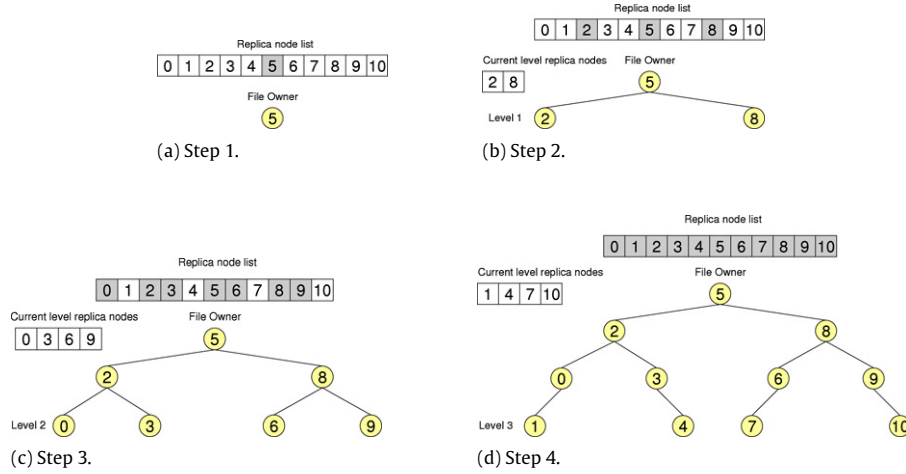 Replica node list
0 1 2 3 4 5 6 7 8 9 10
File Owner
5
(a) Step 1.
Replica node list
0 1 2 3 4 5 6 7 8 9 10
Current level replica nodes File Owner
2 8
5
Level 1 2 8
(b) Step 2.
Replica node list
0 1 2 3 4 5 6 7 8 9 10
Current level replica nodes File Owner
0 3 6 9
5
2 8
Level 2 0 3 6 9
(c) Step 3.
Replica node list
0 1 2 3 4 5 6 7 8 9 10
Current level replica nodes File Owner
1 4 7 10
5
2 8
0 3 6 9
Level 3 1 4 7 10
(d) Step 4.